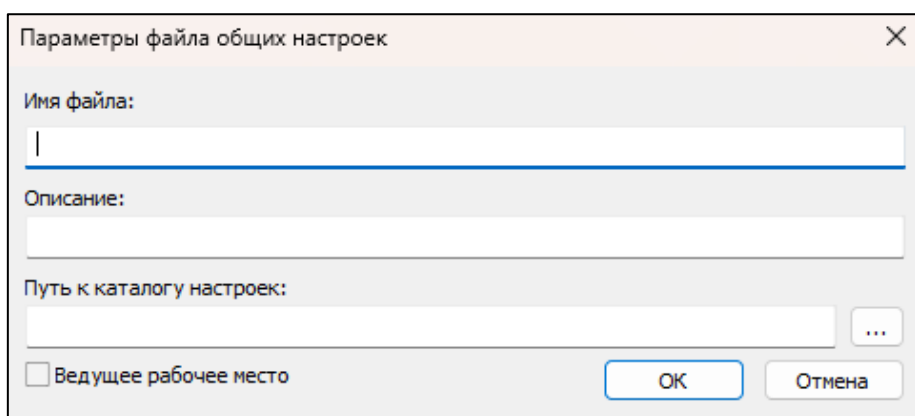 Параметры файла общих настроек
Имя файла:
Описание:
Путь к каталогу настроек:
...
Ведущее рабочее место
ОК
Отмена